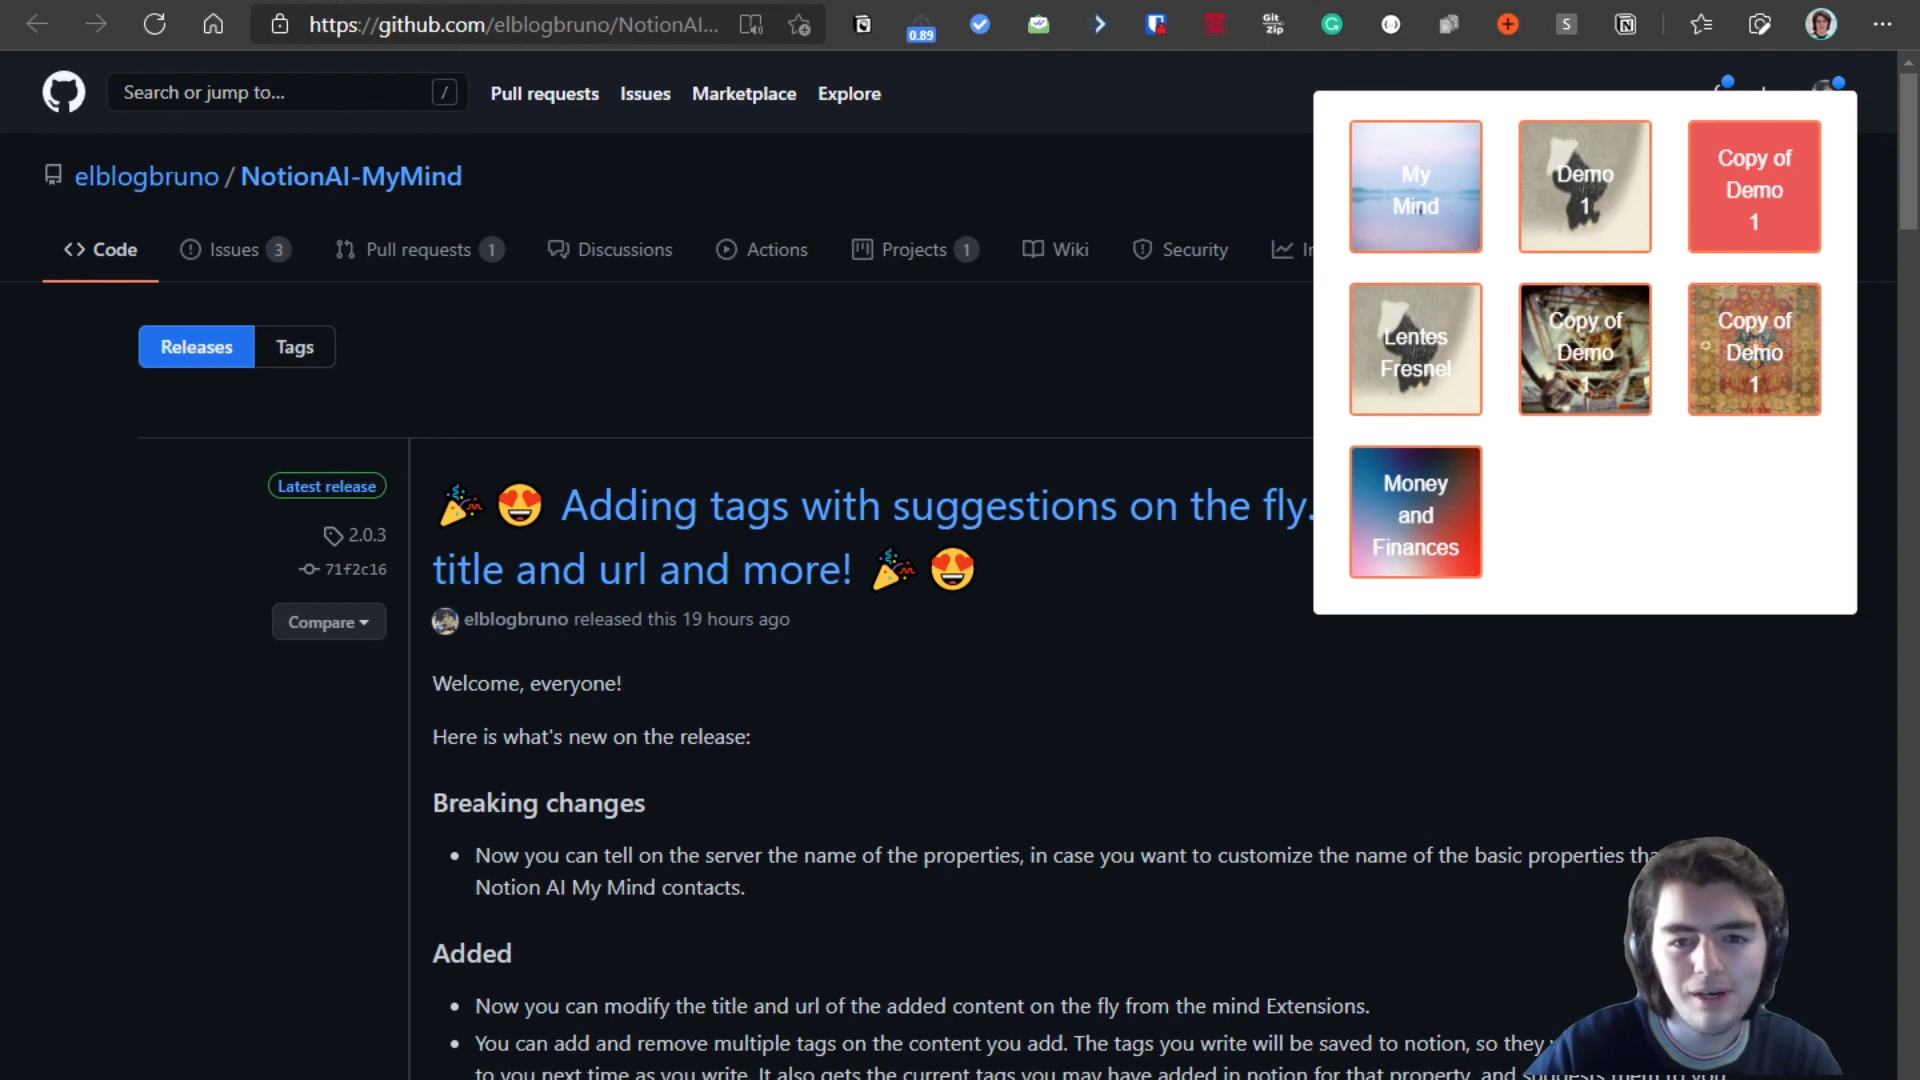 https://github.com/elblogbruno/NotionAI...
0.89
Git
zip
G
S
Search or jump to...
/
Pull requests
Issues
Marketplace
Explore
elblogbruno / NotionAI-MyMind
Code
Issues 3
Pull requests 1
Discussions
Actions
Projects 1
Wiki
Security
My
Mind
Demo
1
Copy of
Demo
1
Lentes
Fresnel
Copy of
Demo
1
Copy of
Demo
1
Money
and
Finances
Releases
Tags
Latest release
2.0.3
71f2c16
Compare
Adding tags with suggestions on the fly.
title and url and more!
elblogbruno released this 19 hours ago
Welcome, everyone!
Here is what's new on the release:
Breaking changes
Now you can tell on the server the name of the properties, in case you want to customize the name of the basic properties
Notion AI My Mind contacts.
Added
Now you can modify the title and url of the added content on the fly from the mind Extensions.
You can add and remove multiple tags on the content you add. The tags you write will be saved to notion, so they
to you next time as you write. It also gets the current tags you may have added in notion for that property, and suggests them to you